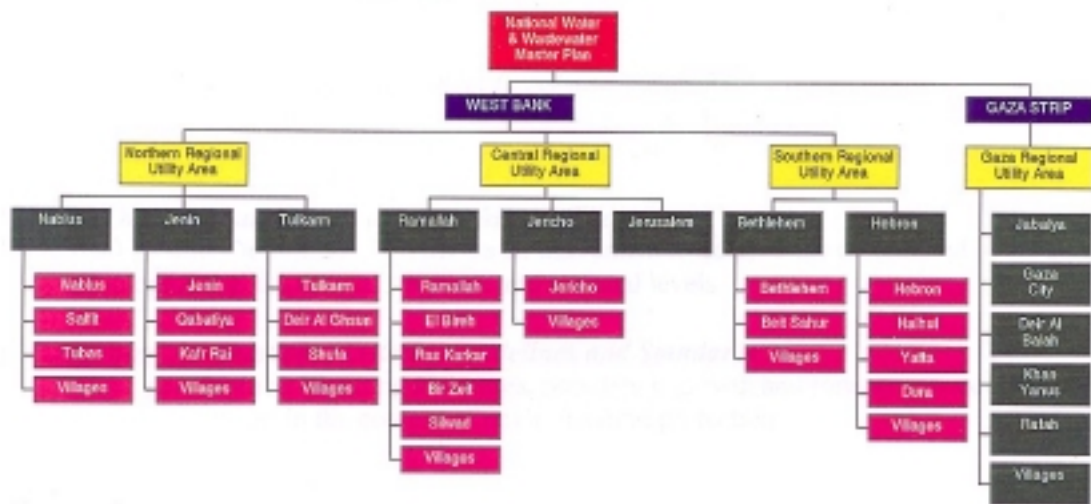 National Water
& Wastewater
Master Plan
WEST BANK
GAZA STRIP
Northern Regional
Utility Area
Central Regional
Utility Area
Southern Regional
Utility Area
Gaza Regional
Utility Area
Nablus
Jenin
Tulkarm
Ramallah
Jericho
Jerusalem
Bethlehem
Hebron
Jabalya
Gaza
City
Deir Al
Balah
Khan
Yunus
Rafah
Villages
Nablus
Salfit
Tubas
Villages
Jenin
Qabatiya
Kafr Rai
Villages
Tulkarm
Deir Al Ghsun
Shufa
Villages
Ramallah
El Bireh
Ras Karkar
Bir Zeit
Silwad
Villages
Jericho
Villages
Bethlehem
Beit Sahur
Villages
Hebron
Halhul
Yatta
Dura
Villages